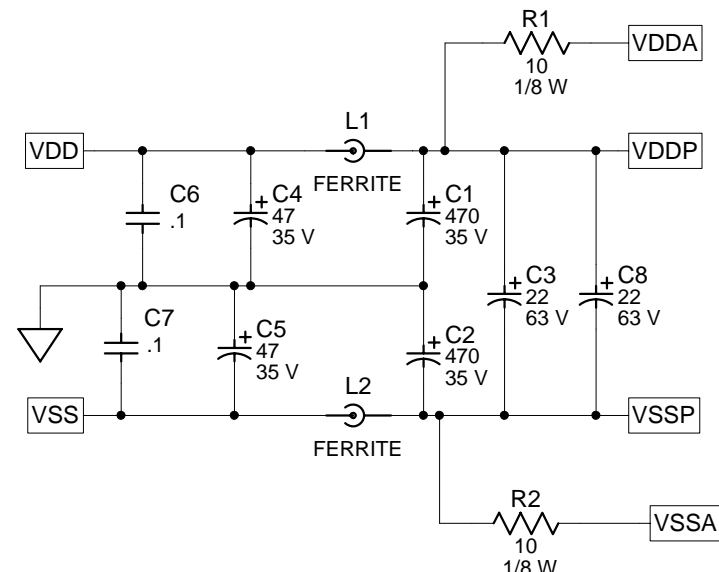 R1
VDDA
10
1/8 W
L1
VDD
VDDP
FERRITE
C6
.1
+
C4
47
35 V
+
C1
470
35 V
+
C3
22
63 V
+
C8
22
63 V
C7
.1
+
C5
47
35 V
+
C2
470
35 V
L2
VSS
VSSP
FERRITE
R2
VSSA
10
1/8 W